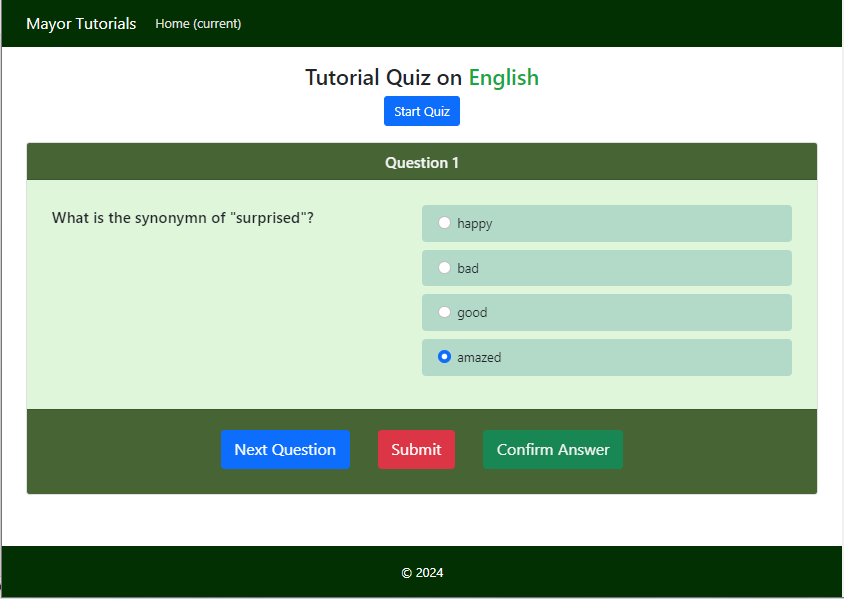 Mayor Tutorials Home (current)
Tutorial Quiz on English
Start Quiz
Question 1
What is the synonymn of "surprised"?
happy
bad
good
amazed
Next Question Submit Confirm Answer
© 2024